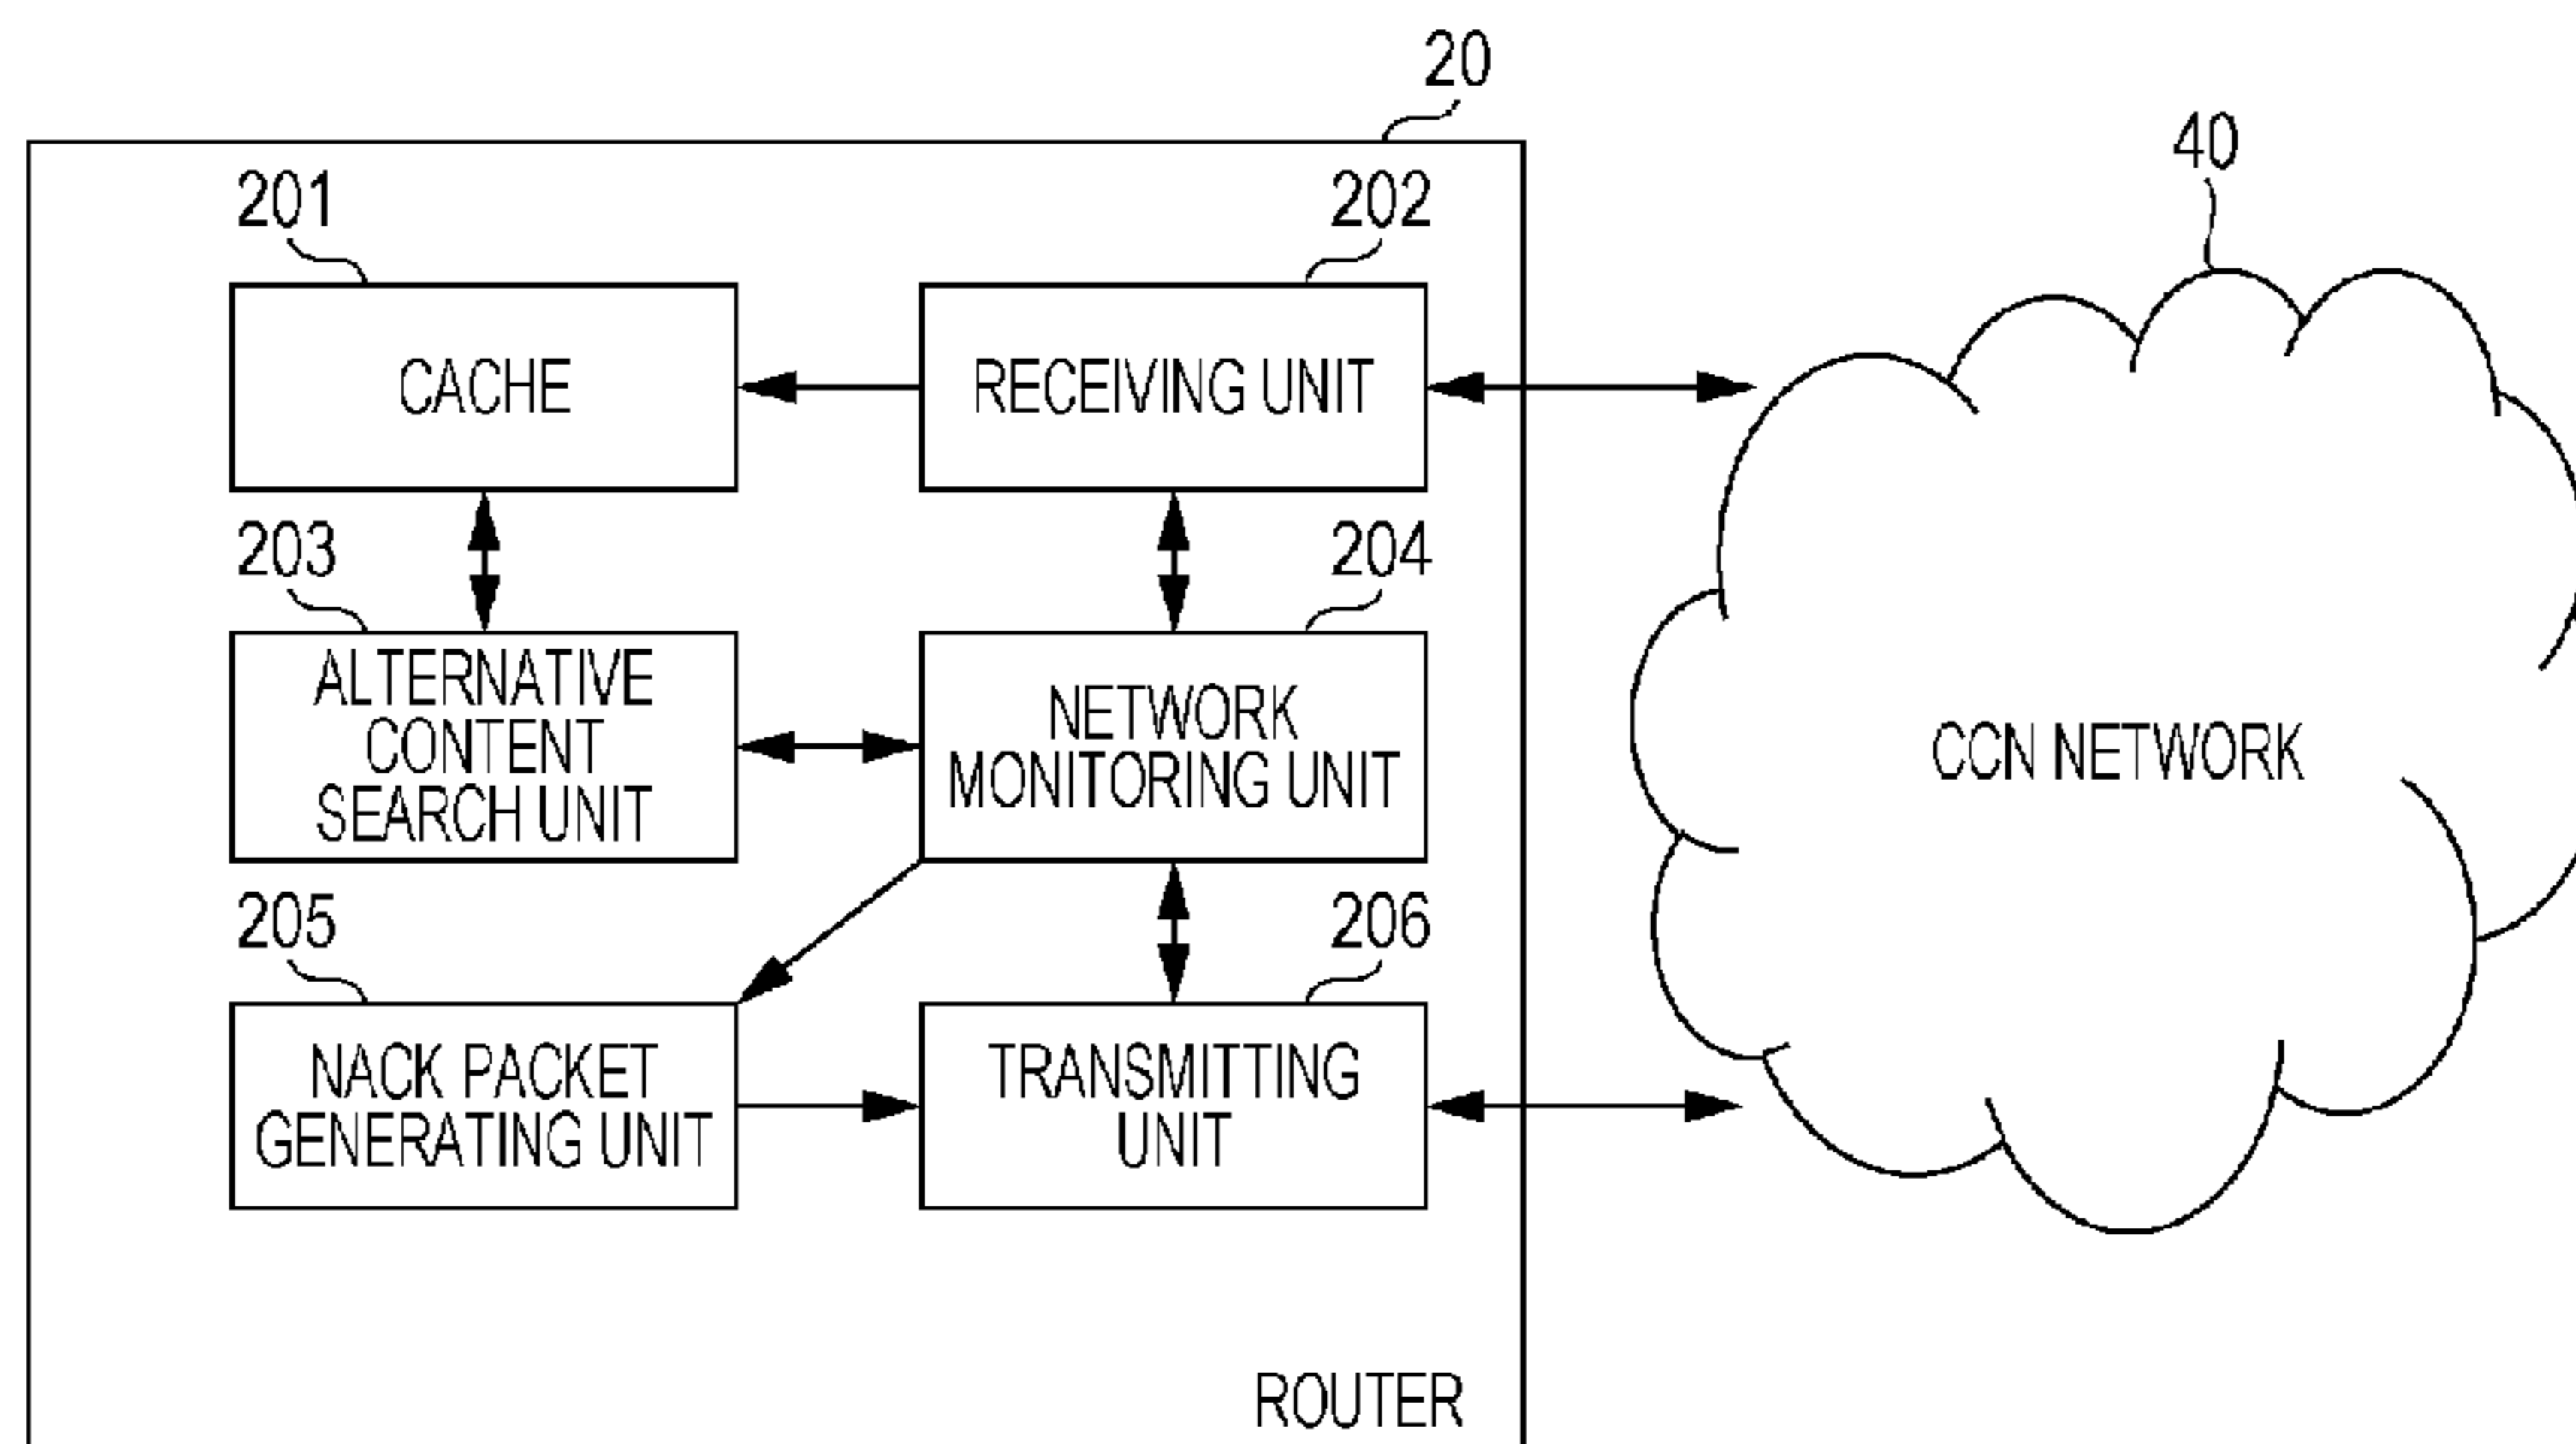 20
40
201
202
CACHE
RECEIVING UNIT
203
204
ALTERNATIVE
CONTENT
SEARCH UNIT
NETWORK
MONITORING UNIT
CCN NETWORK
205
206
NACK PACKET
GENERATING UNIT
TRANSMITTING
UNIT
ROUTER